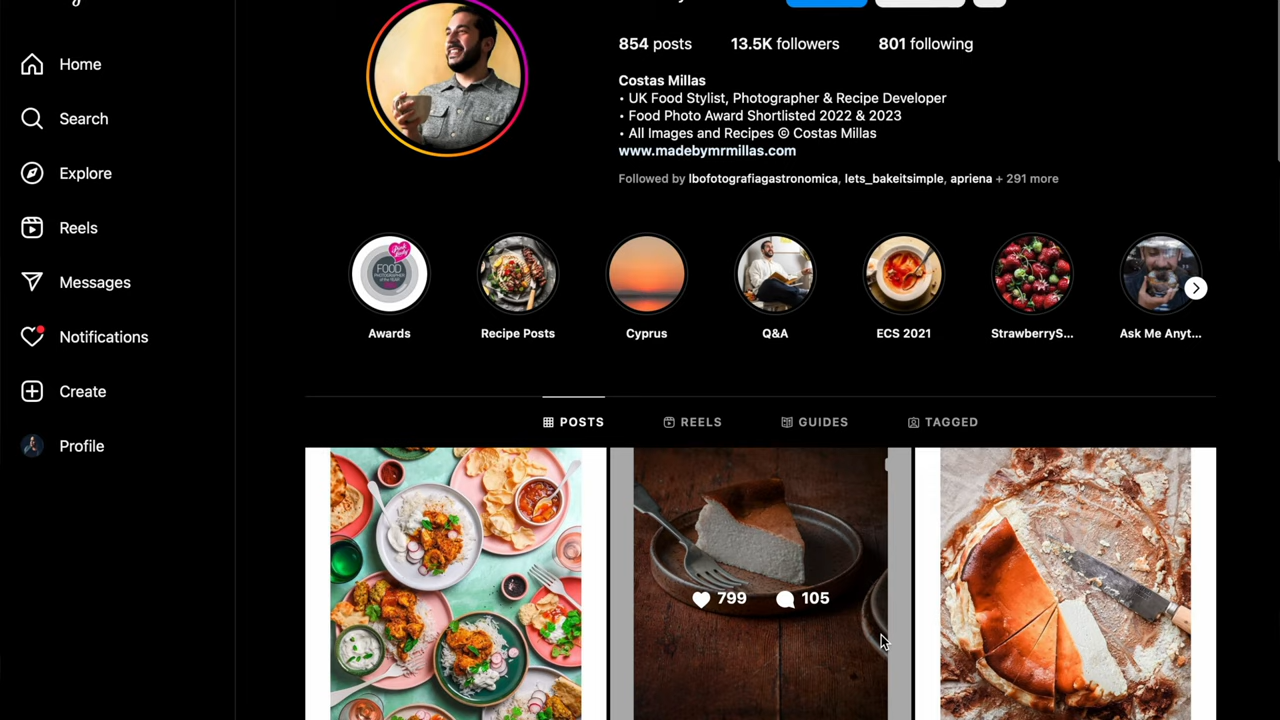 854 posts 13.5K followers 801 following
Costas Millas
• UK Food Stylist, Photographer & Recipe Developer
• Food Photo Award Shortlisted 2022 & 2023
• All Images and Recipes © Costas Millas
www.madebymrmillas.com
Followed by lbofotografiagastronomica, lets_bakeitsimple, apriena + 291 more
Home
Search
Explore
Reels
Messages
Notifications
Create
Profile
FOOD
Awards
Recipe Posts
Cyprus
Q&A
ECS 2021
StrawberryS...
Ask Me Anyt...
POSTS
REELS
GUIDES
TAGGED
799 105